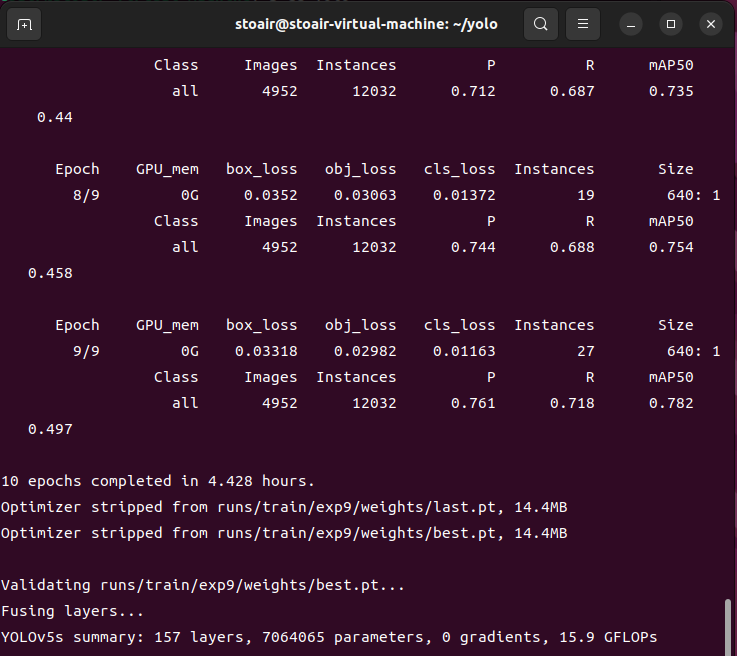 stoair@stoair-virtual-machine: ~/yolo
Class Images Instances P R mAP50
all 4952 12032 0.712 0.687 0.735
0.44
Epoch GPU_mem box_loss obj_loss cls_loss Instances Size
8/9 0G 0.0352 0.03063 0.01372 19 640: 1
Class Images Instances P R mAP50
all 4952 12032 0.744 0.688 0.754
0.458
Epoch GPU_mem box_loss obj_loss cls_loss Instances Size
9/9 0G 0.03318 0.02982 0.01163 27 640: 1
Class Images Instances P R mAP50
all 4952 12032 0.761 0.718 0.782
0.497
10 epochs completed in 4.428 hours.
Optimizer stripped from runs/train/exp9/weights/last.pt, 14.4MB
Optimizer stripped from runs/train/exp9/weights/best.pt, 14.4MB
Validating runs/train/exp9/weights/best.pt...
Fusing layers...
YOLOv5s summary: 157 layers, 7064065 parameters, 0 gradients, 15.9 GFLOPs